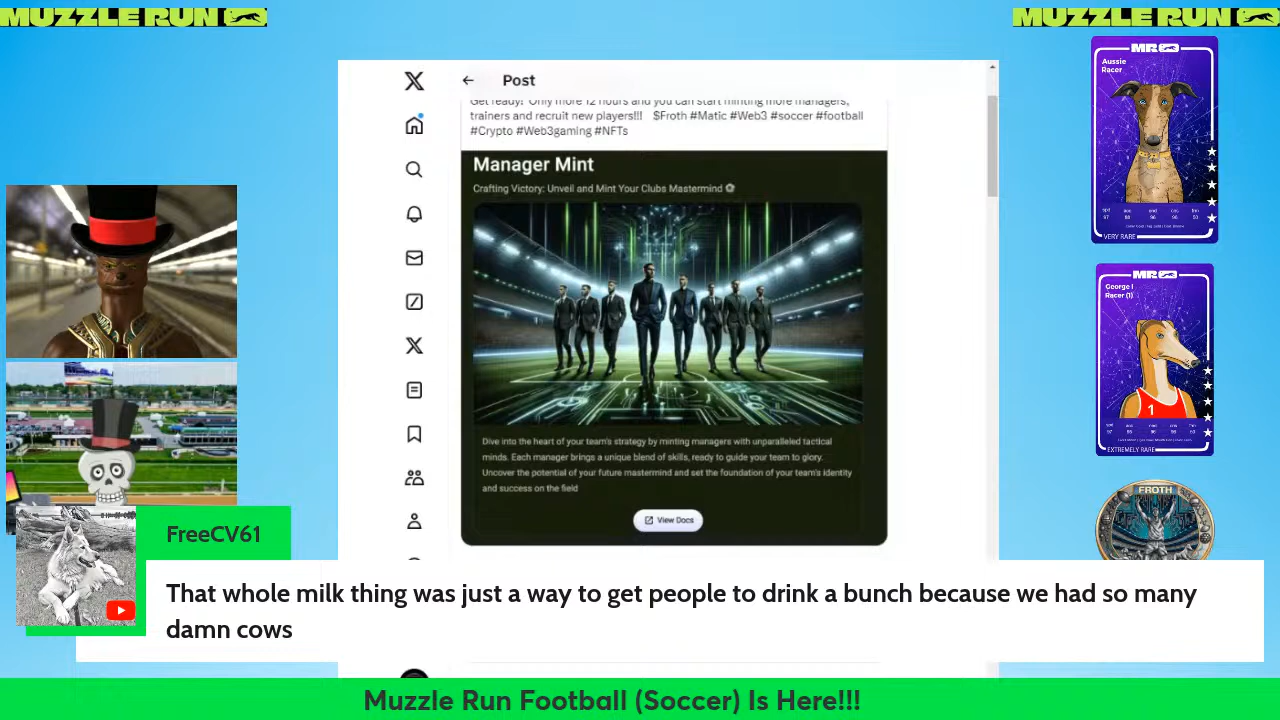 MUZZLE RUN
MUZZLE RUN
Post
Get ready! Only more 12 hours and you can start minting more managers,
trainers and recruit new players!!! $Froth #Matic #Web3 #soccer #football
#Crypto #Web3gaming #NFTs
Manager Mint
Crafting Victory: Unveil and Mint Your Clubs Mastermind
Dive into the heart of your team's strategy by minting managers with unparalleled tactical
minds. Each manager brings a unique blend of skills, ready to guide your team to glory.
Uncover the potential of your future mastermind and set the foundation of your team's identity
and success on the field
View Docs
MR
Aussie
Racer
VERY RARE
MR
George I
Racer (1)
1
EXTREMELY RARE
FROTH
FreeCV61
That whole milk thing was just a way to get people to drink a bunch because we had so many
damn cows
Muzzle Run Football (Soccer) Is Here!!!